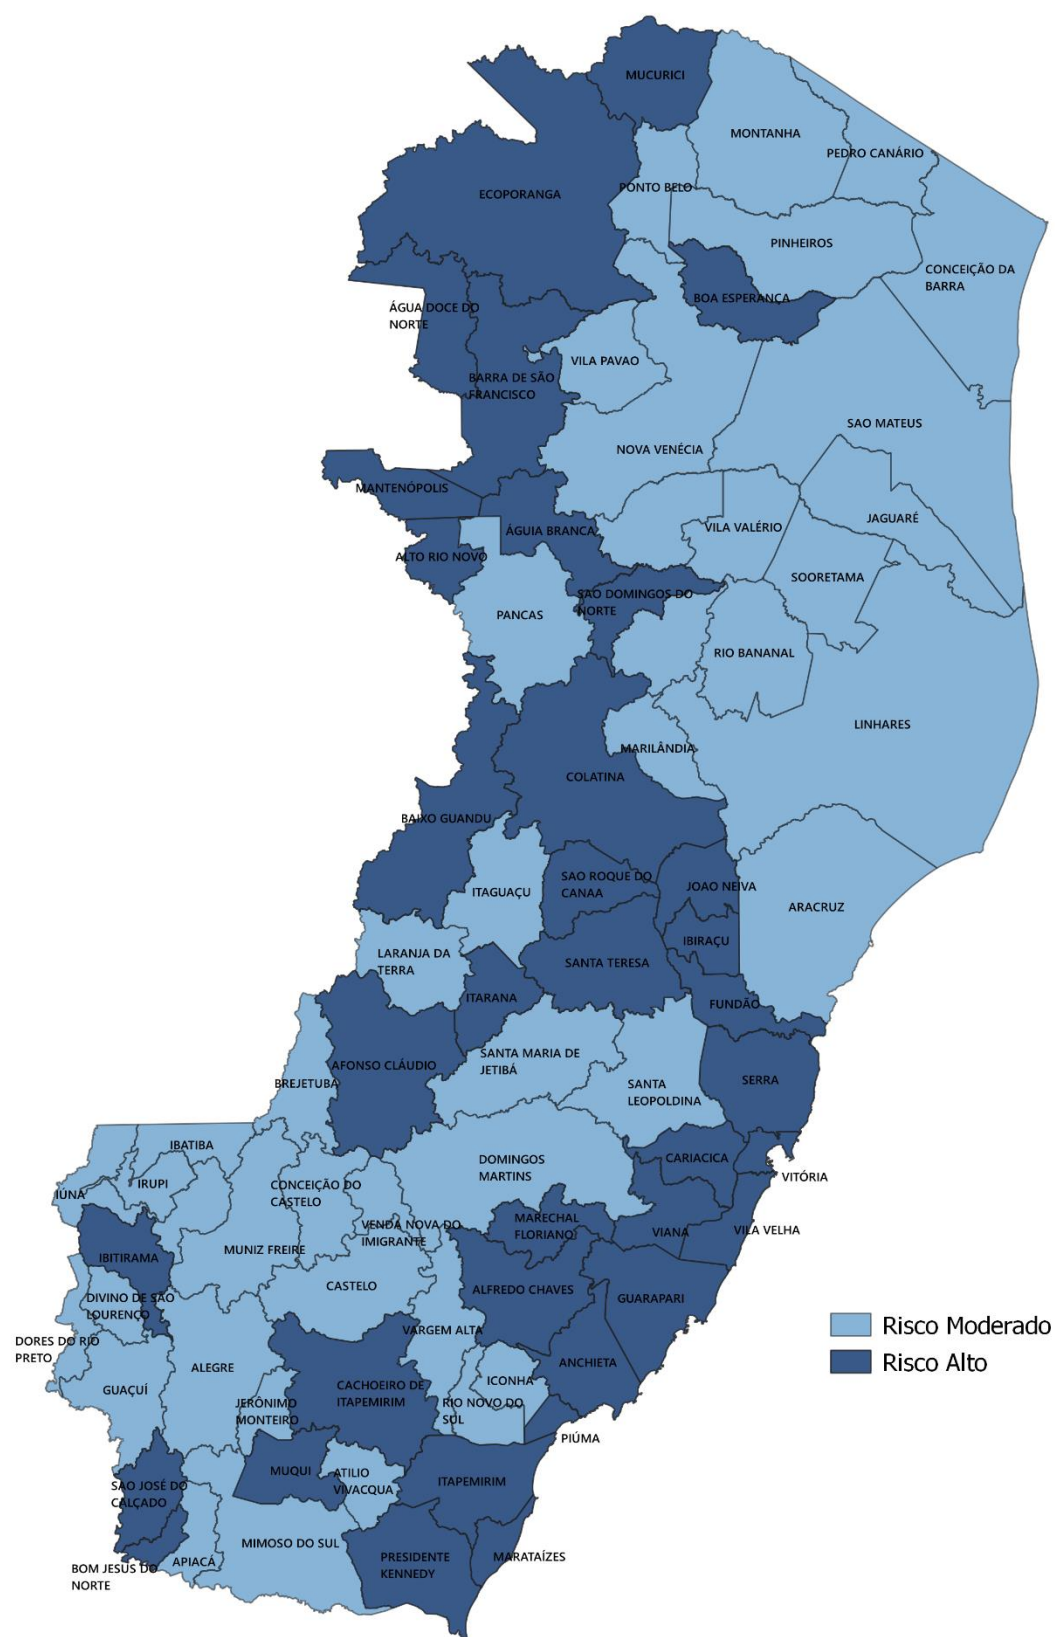 MUCURICI
MONTANHA
PEDRO CANÁRIO
ECOPORANGA
PONTO BELO
PINHEIROS
CONCEIÇÃO DA
BARRA
BOA ESPERANÇA
ÁGUA DOCE DO
NORTE
VILA PAVAO
BARRA DE SÃO
FRANCISCO
SAO MATEUS
NOVA VENÉCIA
MANTENÓPOLIS
JAGUARÉ
VILA VALÉRIO
ÁGUIA BRANCA
ALTO RIO NOVO
SOORETAMA
SAO DOMINGOS DO
NORTE
PANCAS
RIO BANANAL
LINHARES
MARILÂNDIA
COLATINA
BAIXO GUANDU
SAO ROQUE DO
CANAA
JOAO NEIVA
ITAGUAÇU
ARACRUZ
IBIRAÇU
LARANJA DA
TERRA
SANTA TERESA
ITARANA
FUNDÃO
SANTA MARIA DE
JETIBÁ
AFONSO CLÁUDIO
SERRA
BREJETUBA
SANTA
LEOPOLDINA
IBATIBA
DOMINGOS
MARTINS
CARIACICA
VITÓRIA
IRUPI
CONCEIÇÃO DO
CASTELO
IÚNA
MARECHAL
FLORIANO
VENDA NOVA DO
IMIGRANTE
VIANA
VILA VELHA
MUNIZ FREIRE
IBITIRAMA
CASTELO
ALFREDO CHAVES
GUARAPARI
DIVINO DE SÃO
LOURENÇO
Risco Moderado
VARGEM ALTA
DORES DO RIO
PRETO
Risco Alto
ANCHIETA
ALEGRE
ICONHA
GUAÇUÍ
CACHOEIRO DE
ITAPEMIRIM
JERÔNIMO
MONTEIRO
RIO NOVO DO
SUL
PIÚMA
MUQUI
ATILIO
VIVACQUA
ITAPEMIRIM
SAO JOSÉ DO
CALÇADO
MIMOSO DO SUL
PRESIDENTE
KENNEDY
MARATAÍZES
APIACÁ
BOM JESUS DO
NORTE